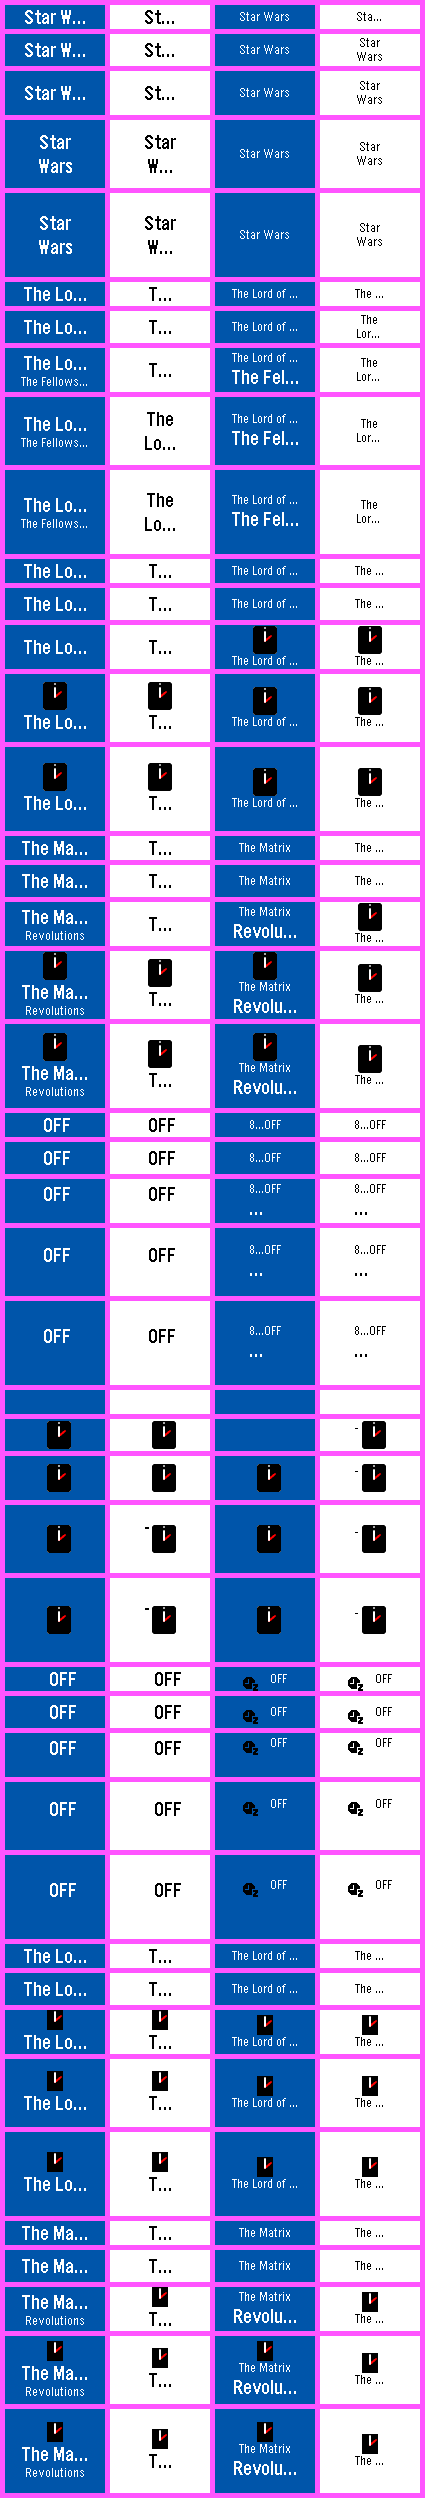 Star W... St... Star Wars Sta...
Star W... St... Star Wars Star
Wars
Star W... St... Star Wars Star
Wars
Star Star Star Wars Star
Wars W... Wars
Star Star Star Wars Star
Wars W... Wars
The Lo... T... The Lord of ... The ...
The Lo... T... The Lord of ... The
Lor...
The Lo... T... The Lord of ... The
The Fellows... The Fel... Lor...
The Lo... The The Lord of ... The
The Fellows... Lo... The Fel... Lor...
The Lo... The The Lord of ... The
The Fellows... Lo... The Fel... Lor...
The Lo... T... The Lord of ... The ...
The Lo... T... The Lord of ... The ...
The Lo... T... The Lord of ... The ...
The Lo... T... The Lord of ... The ...
The Lo... T... The Lord of ... The ...
The Ma... T... The Matrix The ...
The Ma... T... The Matrix The ...
The Ma... T... The Matrix The ...
Revolutions Revolu...
The Ma... T... The Matrix The ...
Revolutions Revolu...
The Ma... T... The Matrix The ...
Revolutions Revolu...
OFF OFF 8...OFF 8...OFF
OFF OFF 8...OFF 8...OFF
OFF OFF 8...OFF 8...OFF
... ...
OFF OFF 8...OFF 8...OFF
... ...
OFF OFF 8...OFF 8...OFF
... ...
-
-
- -
- -
OFF OFF OFF OFF
OFF OFF OFF OFF
OFF OFF OFF OFF
OFF OFF OFF OFF
OFF OFF OFF OFF
The Lo... T... The Lord of ... The ...
The Lo... T... The Lord of ... The ...
The Lo... T... The Lord of ... The ...
The Lo... T... The Lord of ... The ...
The Lo... T... The Lord of ... The ...
The Ma... T... The Matrix The ...
The Ma... T... The Matrix The ...
The Ma... T... The Matrix The ...
Revolutions Revolu...
The Ma... T... The Matrix The ...
Revolutions Revolu...
The Ma... T... The Matrix The ...
Revolutions Revolu...